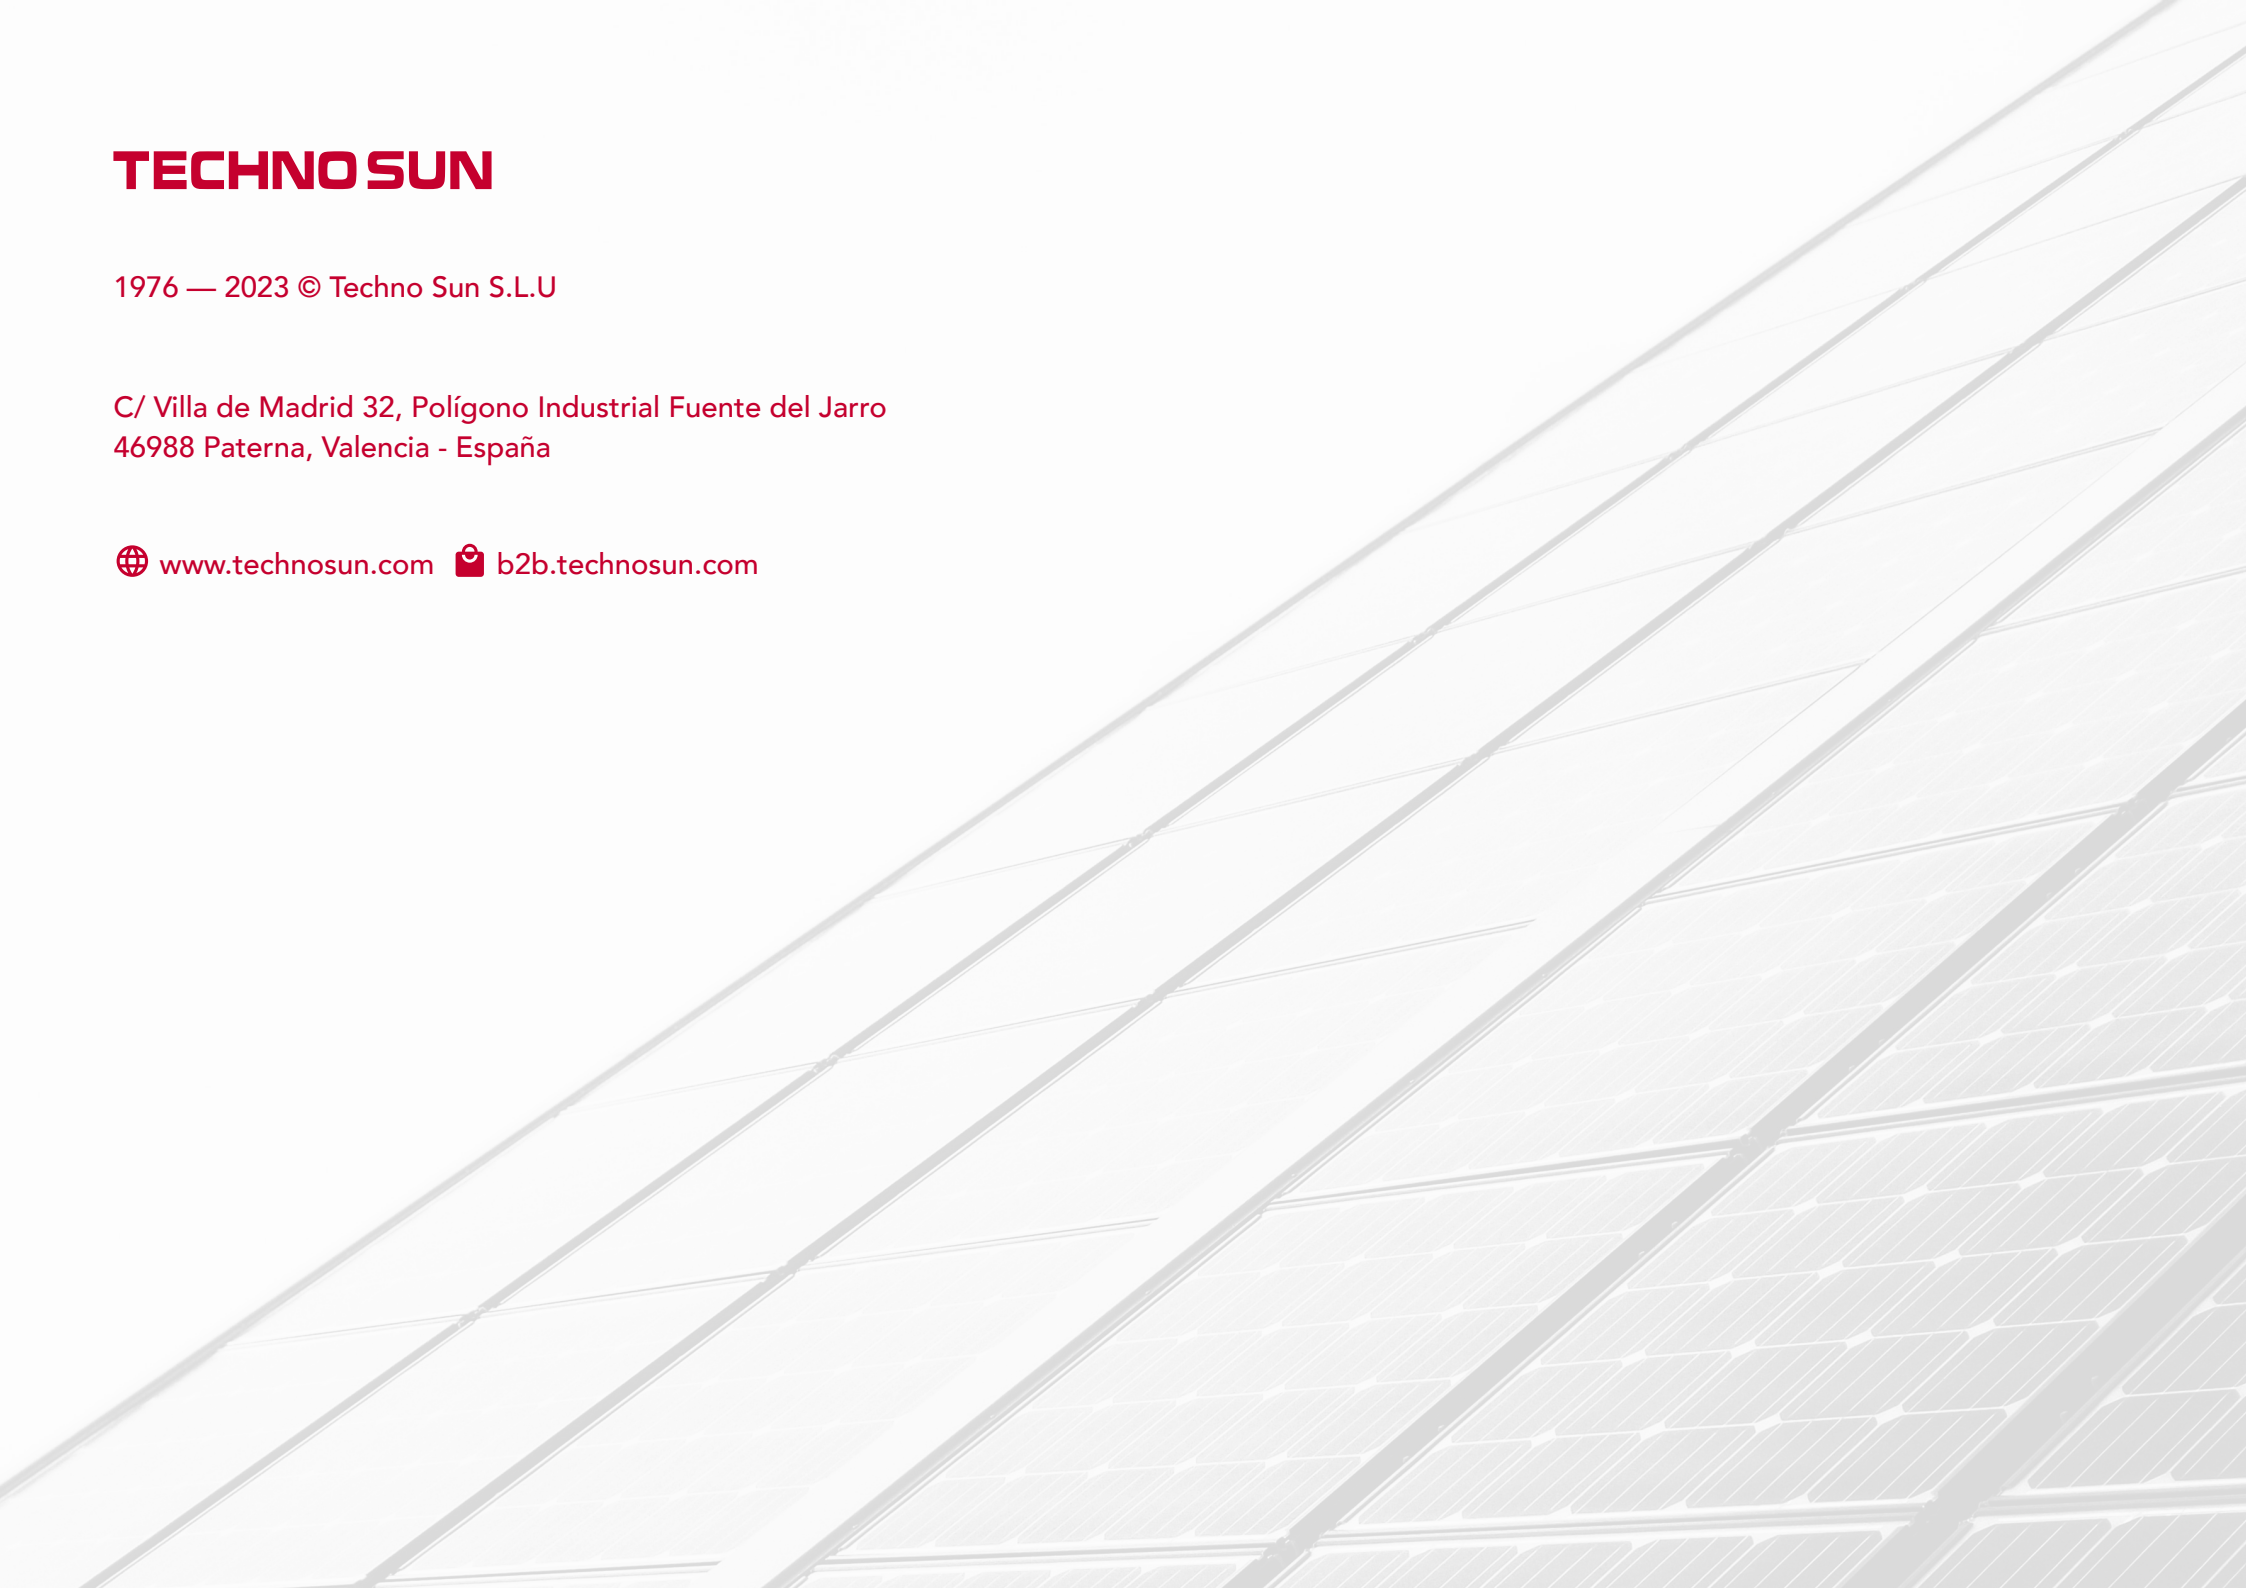 TECHNO SUN
1976 — 2023 © Techno Sun S.L.U
C/ Villa de Madrid 32, Polígono Industrial Fuente del Jarro
46988 Paterna, Valencia - España
www.technosun.com b2b.technosun.com